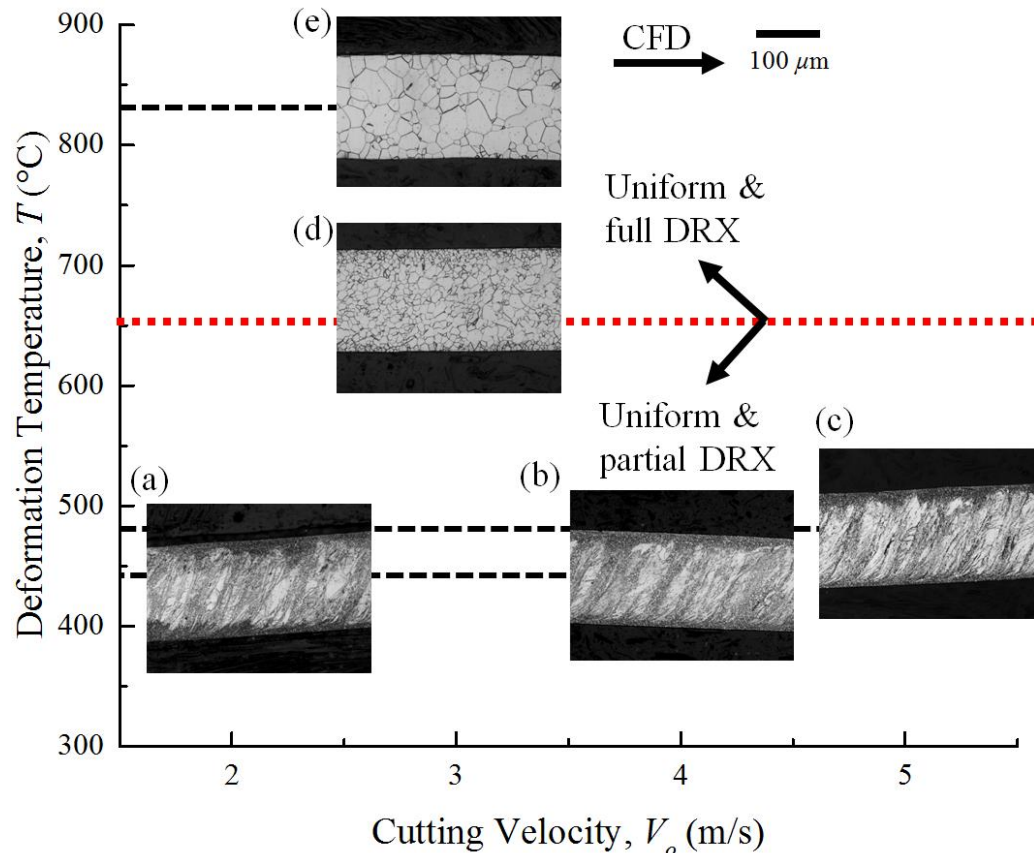 900
800
700
600
500
400
300
Deformation Temperature, T (°C)
(e)
CFD
100 μm
(d)
Uniform &
full DRX
Uniform &
partial DRX
(a)
(b)
(c)
2
3
4
5
Cutting Velocity, Vo (m/s)